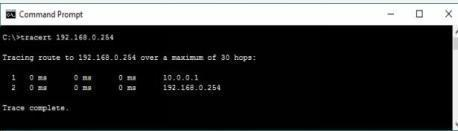 Command Prompt
C:\>tracert 192.168.0.254
Tracing route to 192.168.0.254 over a maximum of 30 hops:
1 0 ms 0 ms 0 ms 10.0.0.1
2 0 ms 0 ms 0 ms 192.168.0.254
Trace complete.